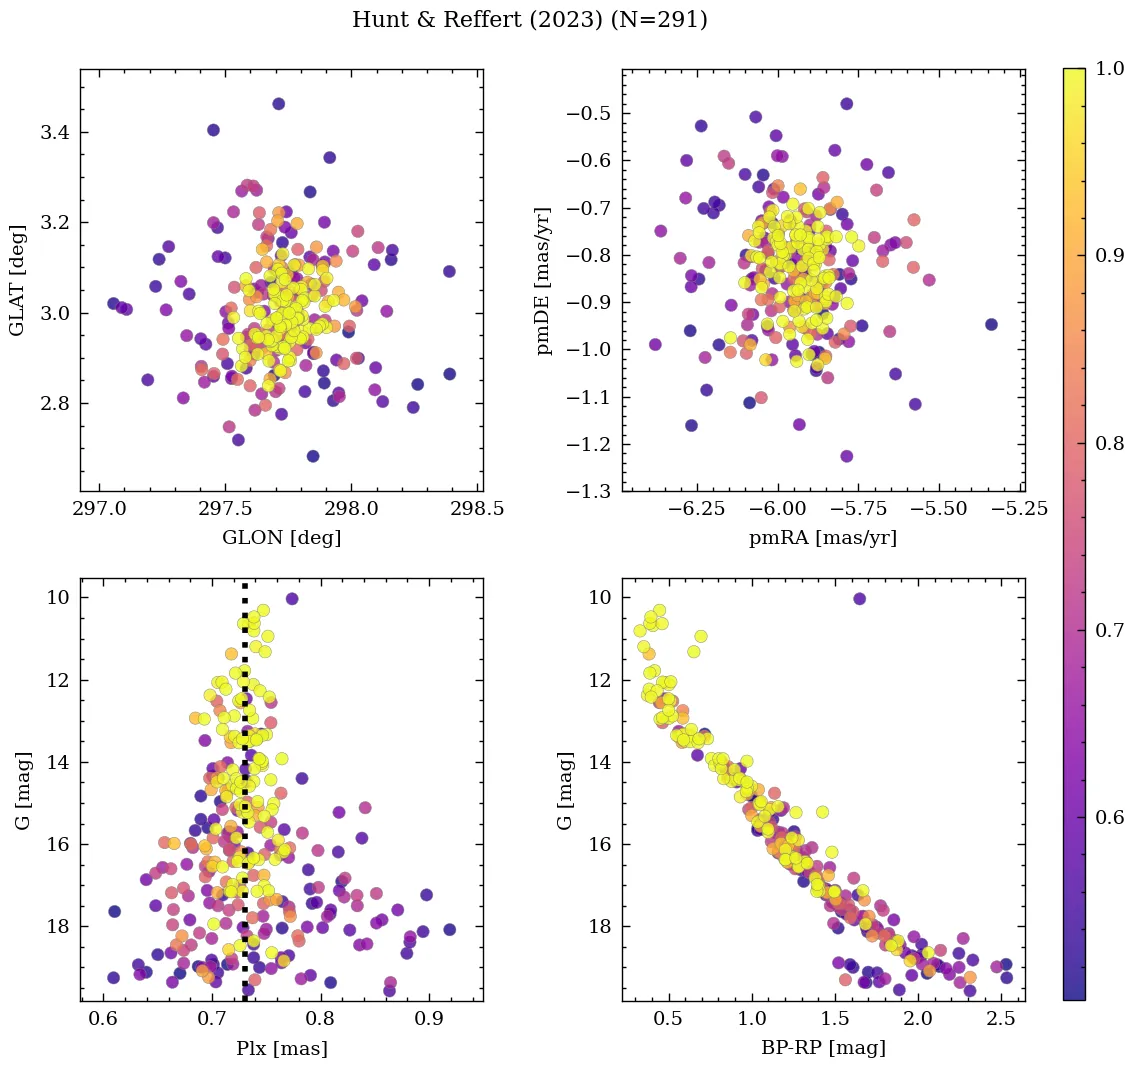 Hunt & Reffert (2023) (N=291)
3.4
3.2
3.0
2.8
GLAT [deg]
297.0 297.5 298.0 298.5
GLON [deg]
−0.5
−0.6
−0.7
−0.8
−0.9
−1.0
−1.1
−1.2
−1.3
pmDE [mas/yr]
−6.25 −6.00 −5.75 −5.50 −5.25
pmRA [mas/yr]
10
12
14
16
18
G [mag]
0.6 0.7 0.8 0.9
Plx [mas]
10
12
14
16
18
G [mag]
0.5 1.0 1.5 2.0 2.5
BP-RP [mag]
1.0
0.9
0.8
0.7
0.6